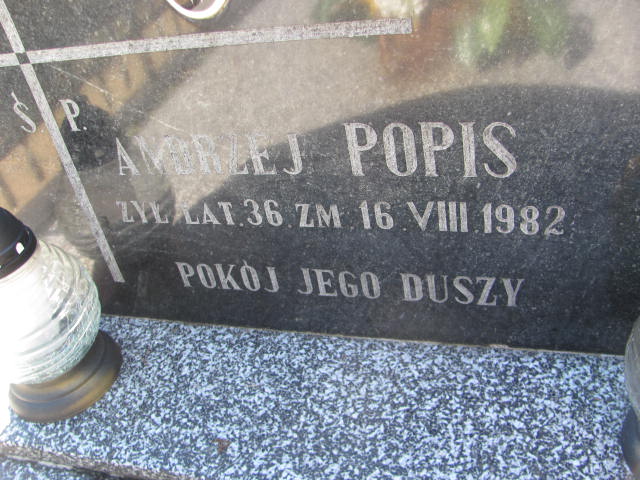 Ś P.
ANDRZEJ POPIS
ŻYŁ LAT.36.ZM.16.VIII.1982
POKÓJ JEGO DUSZY